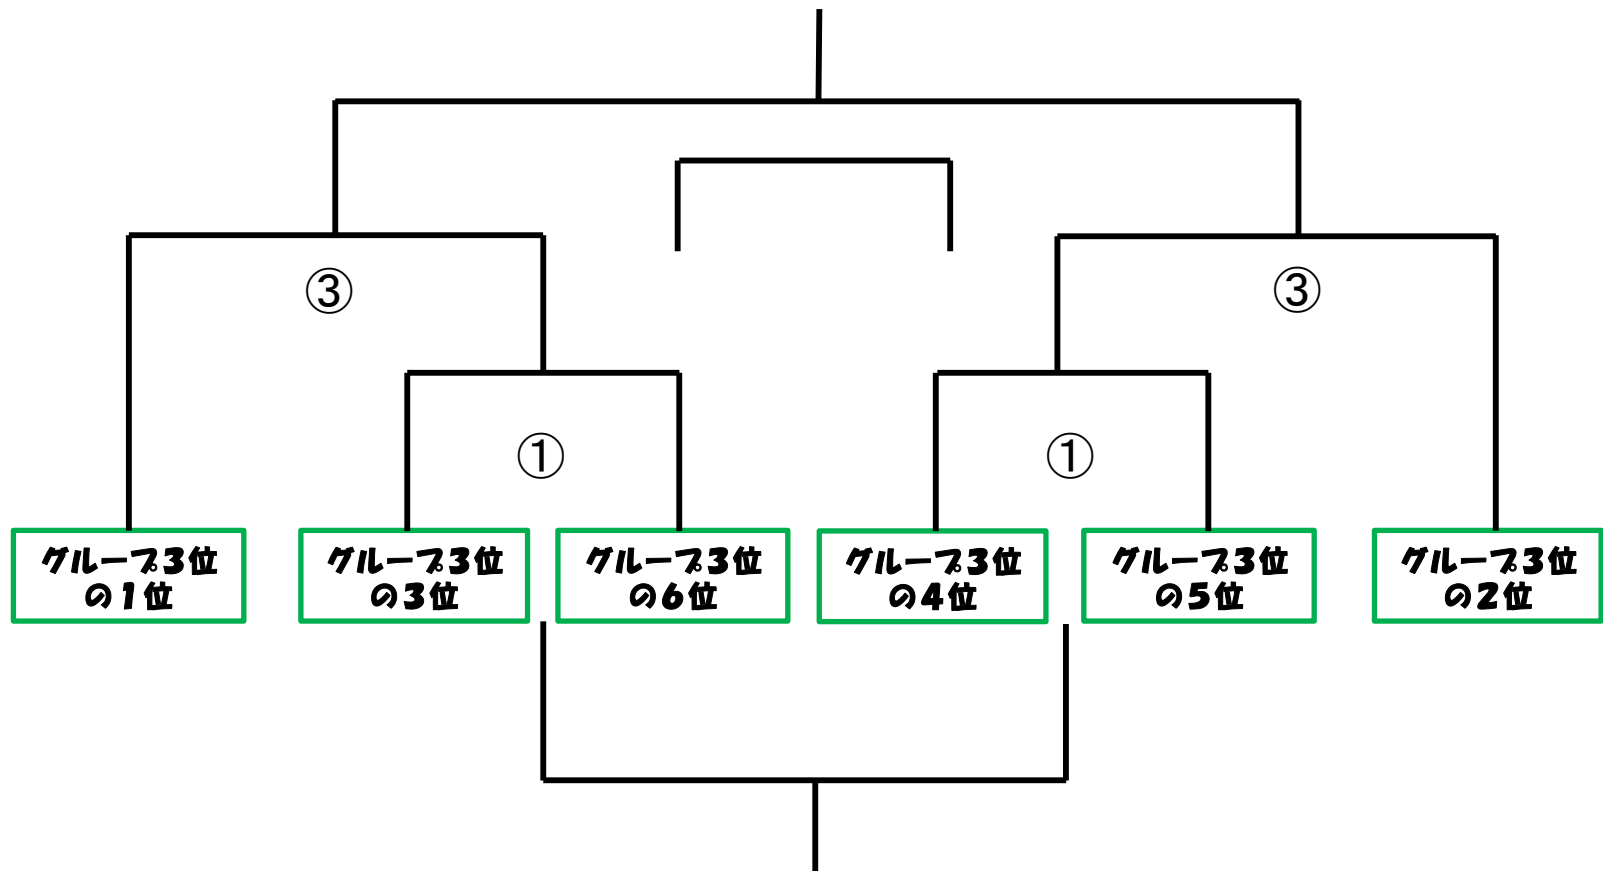 ③
③
①
①
グループ3位
の1位
グループ3位
の3位
グループ3位
の6位
グループ3位
の4位
グループ3位
の5位
グループ3位
の2位